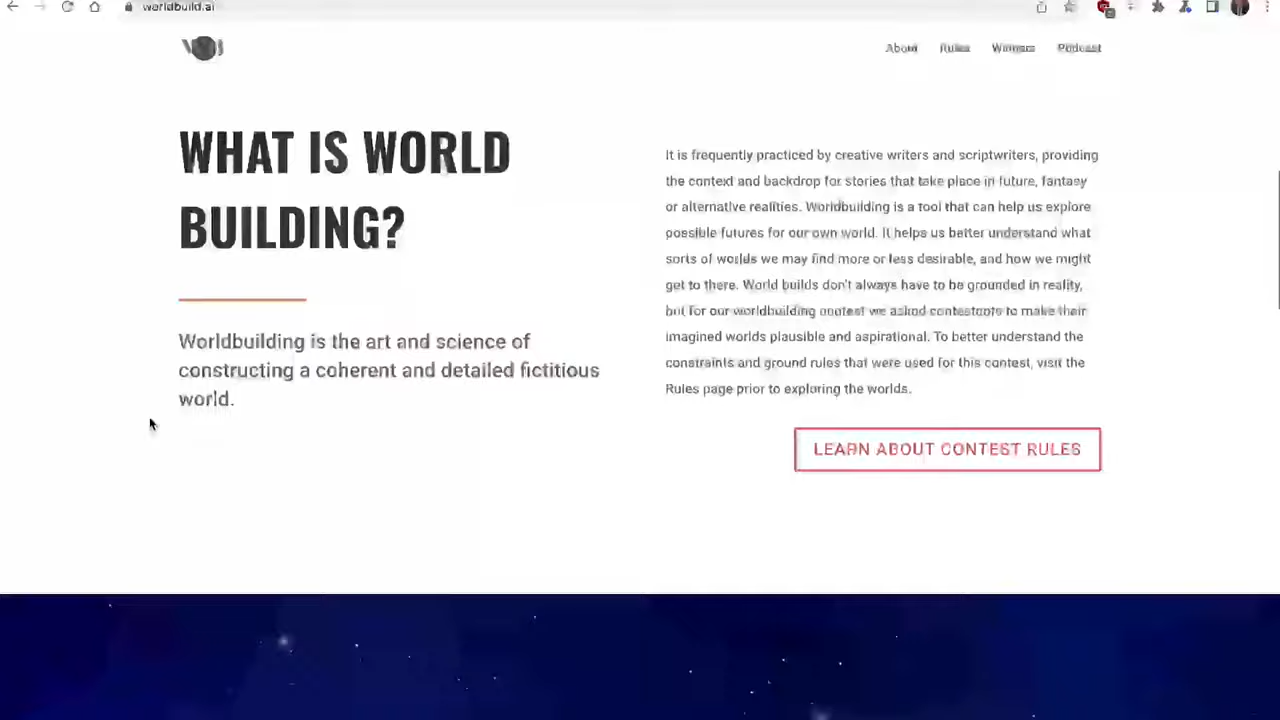 worldbuild.ai
About Rules Winners Podcast
WHAT IS WORLD
BUILDING?
Worldbuilding is the art and science of
constructing a coherent and detailed fictitious
world.
It is frequently practiced by creative writers and scriptwriters, providing
the context and backdrop for stories that take place in future, fantasy
or alternative realities. Worldbuilding is a tool that can help us explore
possible futures for our own world. It helps us better understand what
sorts of worlds we may find more or less desirable, and how we might
get to there. World builds don't always have to be grounded in reality,
but for our worldbuilding contest we asked contestants to make their
imagined worlds plausible and aspirational. To better understand the
constraints and ground rules that were used for this contest, visit the
Rules page prior to exploring the worlds.
LEARN ABOUT CONTEST RULES